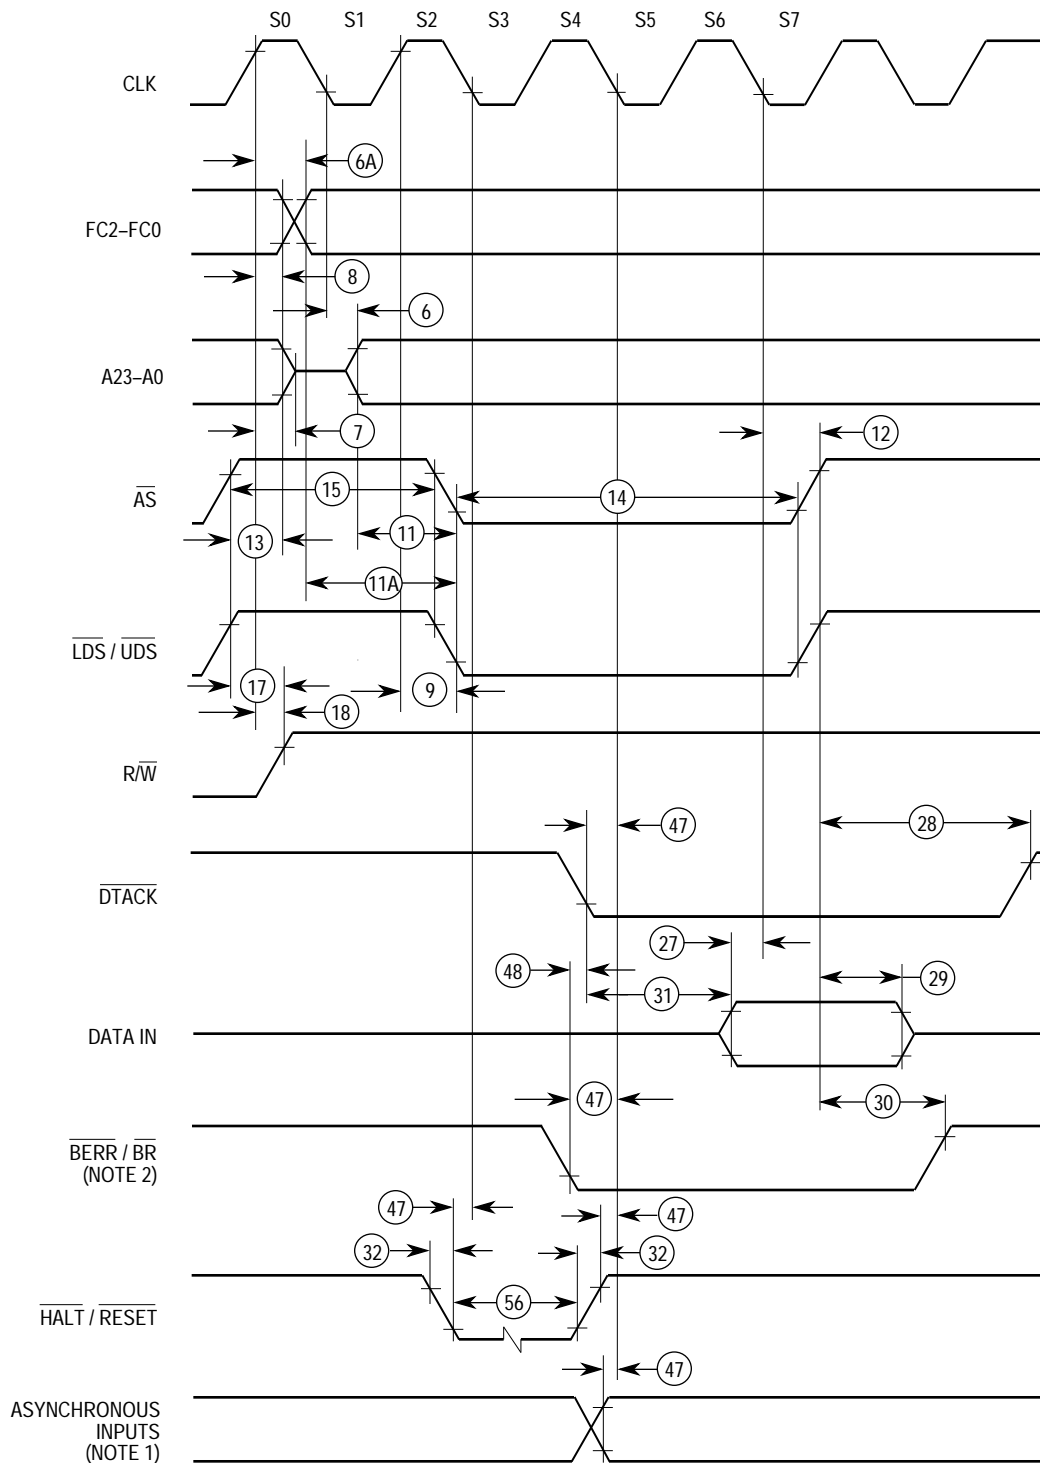 S0 S1 S2 S3 S4 S5 S6 S7
CLK
6A
FC2–FC0
8
6
A23–A0
7
12
AS
15
14
13
11
11A
LDS / UDS
17
9
18
R/W
47
28
DTACK
27
48
31
29
DATA IN
47
30
BERR / BR
(NOTE 2)
47
47
32
32
HALT / RESET
56
47
ASYNCHRONOUS
INPUTS
(NOTE 1)